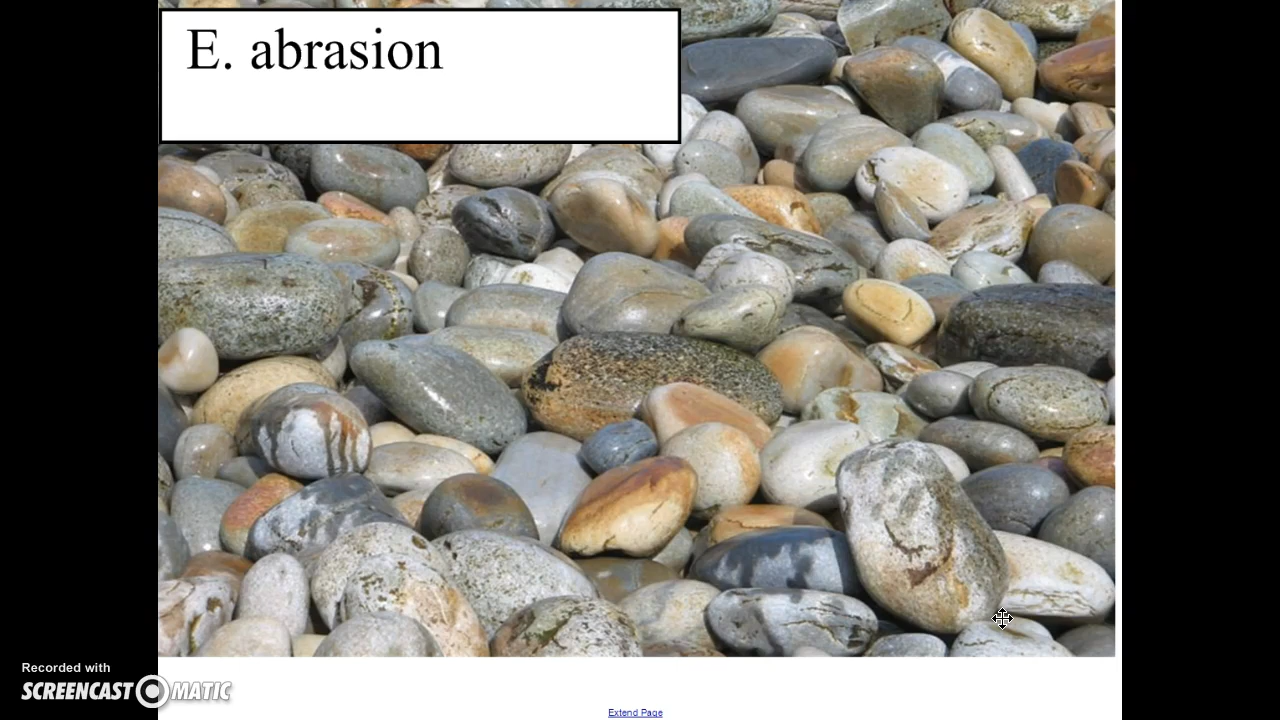 E. abrasion
Recorded with
SCREENCAST O MATIC
Extend Page